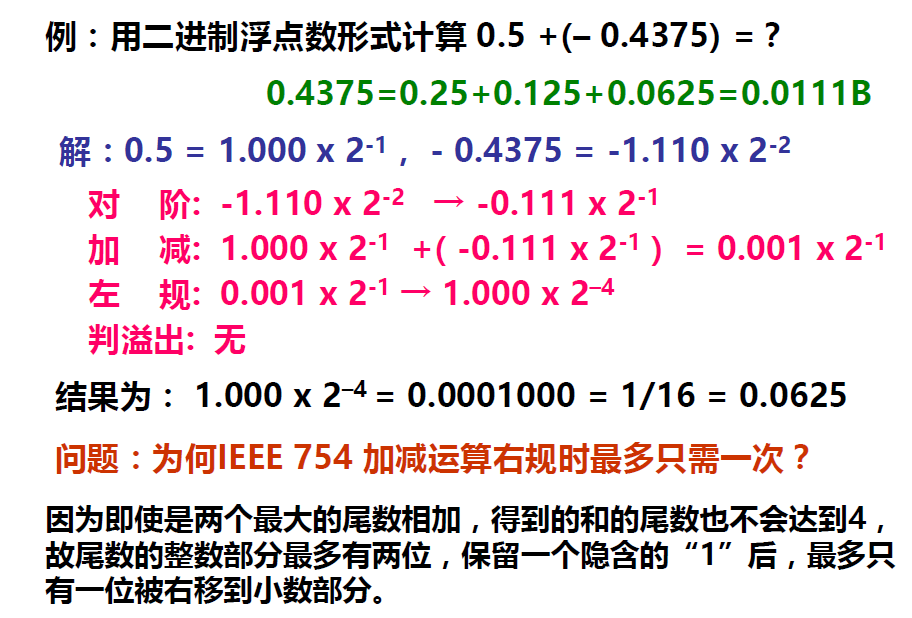 例：用二进制浮点数形式计算 0.5 +(– 0.4375) = ?
0.4375=0.25+0.125+0.0625=0.0111B
解：0.5 = 1.000 x 2⁻¹， - 0.4375 = -1.110 x 2⁻²
对 阶: -1.110 x 2⁻² → -0.111 x 2⁻¹
加 减: 1.000 x 2⁻¹ +( -0.111 x 2⁻¹ ) = 0.001 x 2⁻¹
左 规: 0.001 x 2⁻¹ → 1.000 x 2⁻⁴
判溢出: 无
结果为： 1.000 x 2⁻⁴ = 0.0001000 = 1/16 = 0.0625
问题：为何IEEE 754 加减运算右规时最多只需一次？
因为即使是两个最大的尾数相加，得到的和的尾数也不会达到4，
故尾数的整数部分最多有两位，保留一个隐含的“1”后，最多只
有一位被右移到小数部分。